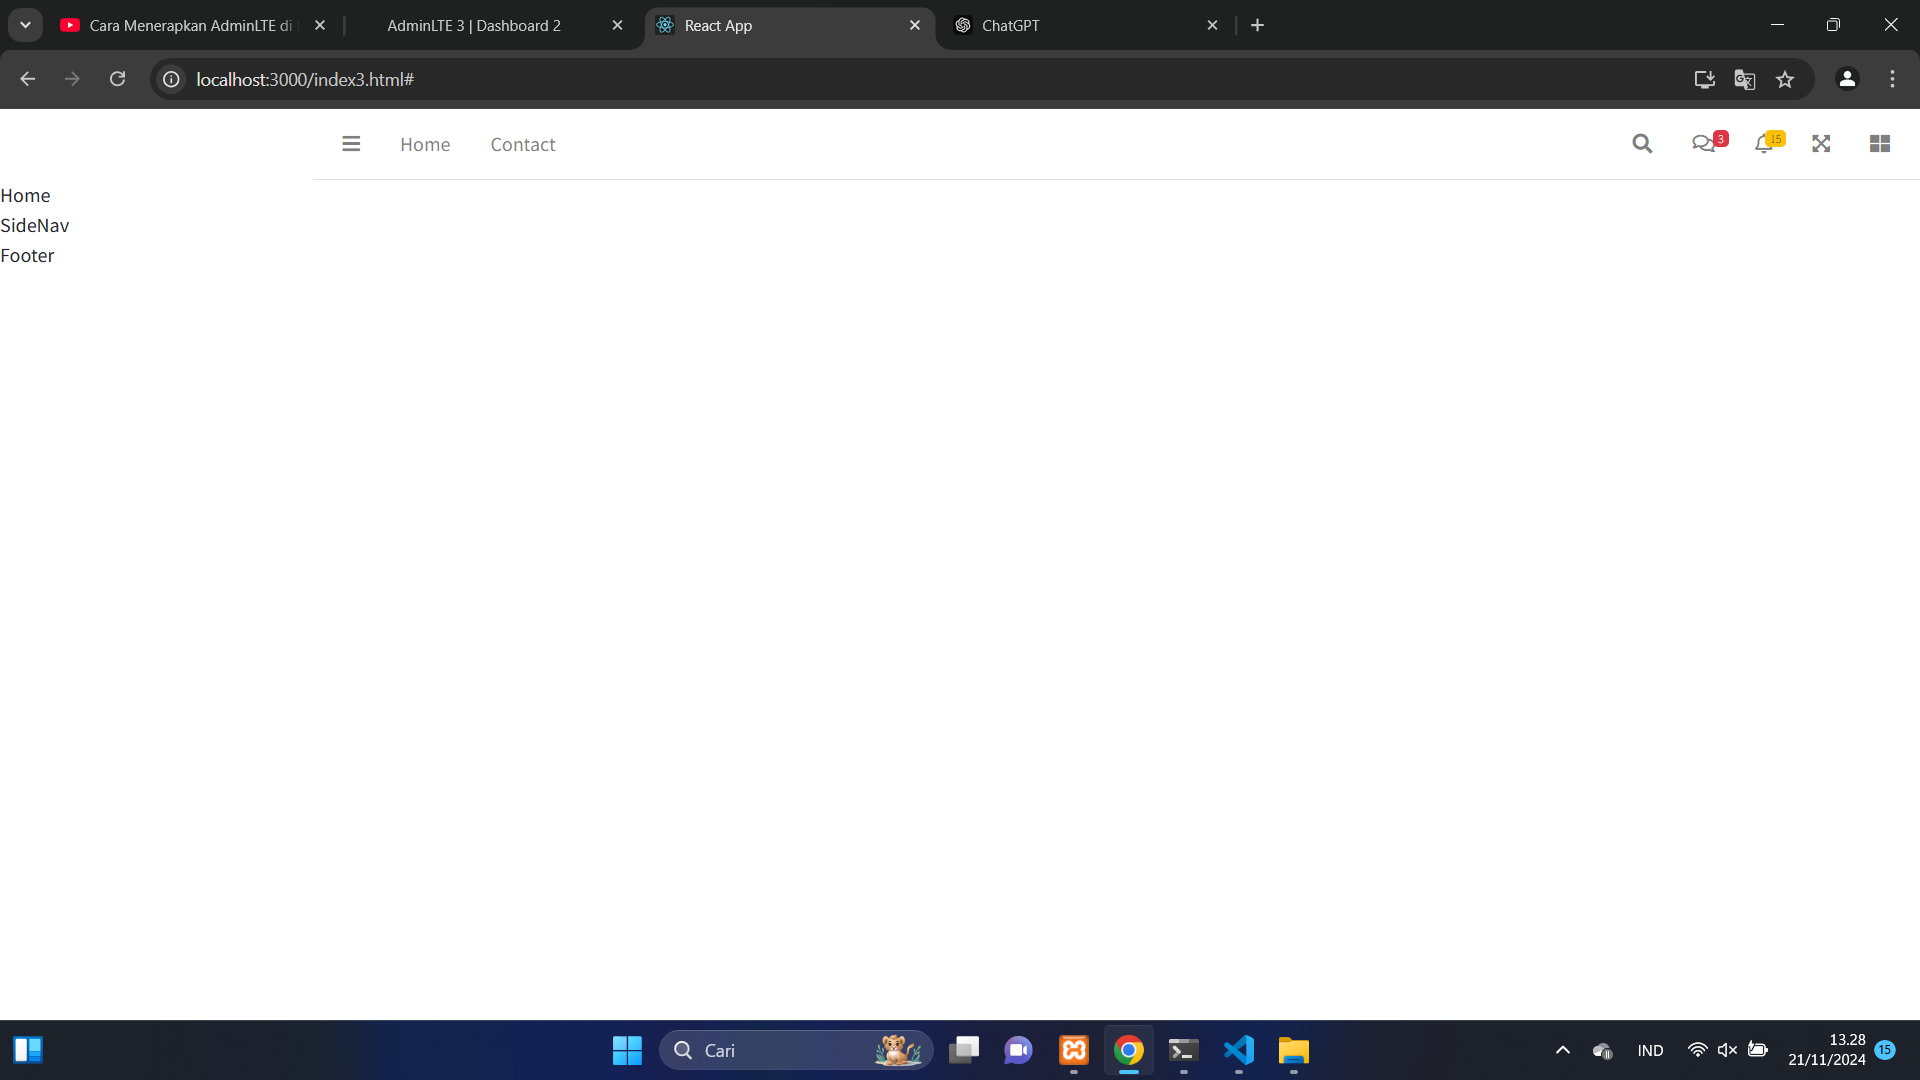 Cara Menerapkan AdminLTE di
AdminLTE 3 | Dashboard 2
React App
ChatGPT
localhost:3000/index3.html#
Home
Contact
3
15
Home
SideNav
Footer
Cari
IND
13.28
21/11/2024
15